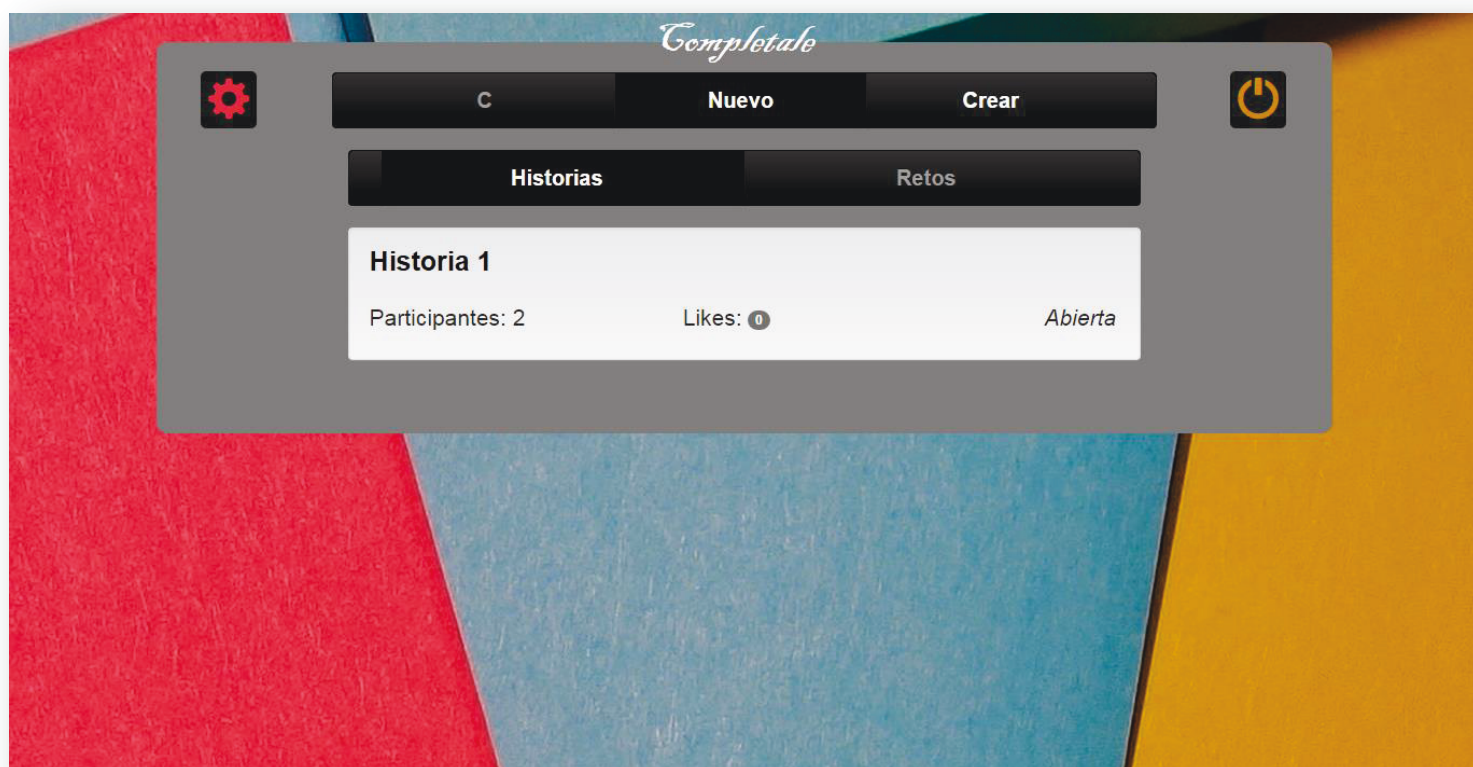 Completale
C Nuevo Crear
Historias Retos
Historia 1
Participantes: 2 Likes: 0 Abierta